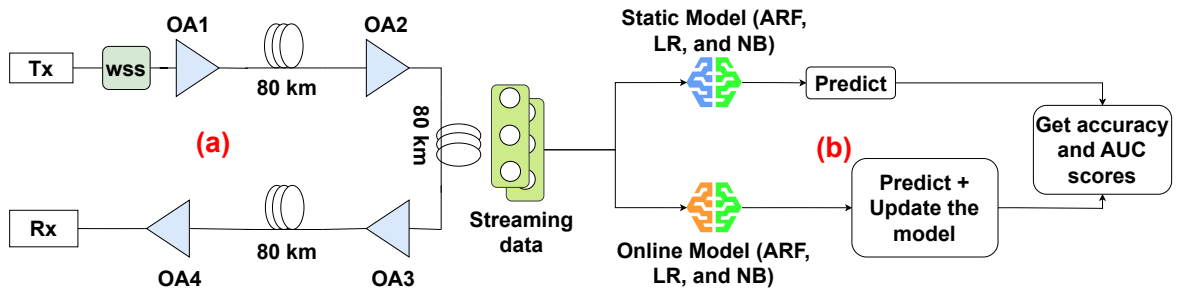 Tx
wss
OA1
80 km
OA2
80 km
(a)
Rx
OA4
80 km
OA3
Streaming
data
Static Model (ARF,
LR, and NB)
Predict
(b)
Online Model (ARF,
LR, and NB)
Predict +
Update the
model
Get accuracy
and AUC
scores